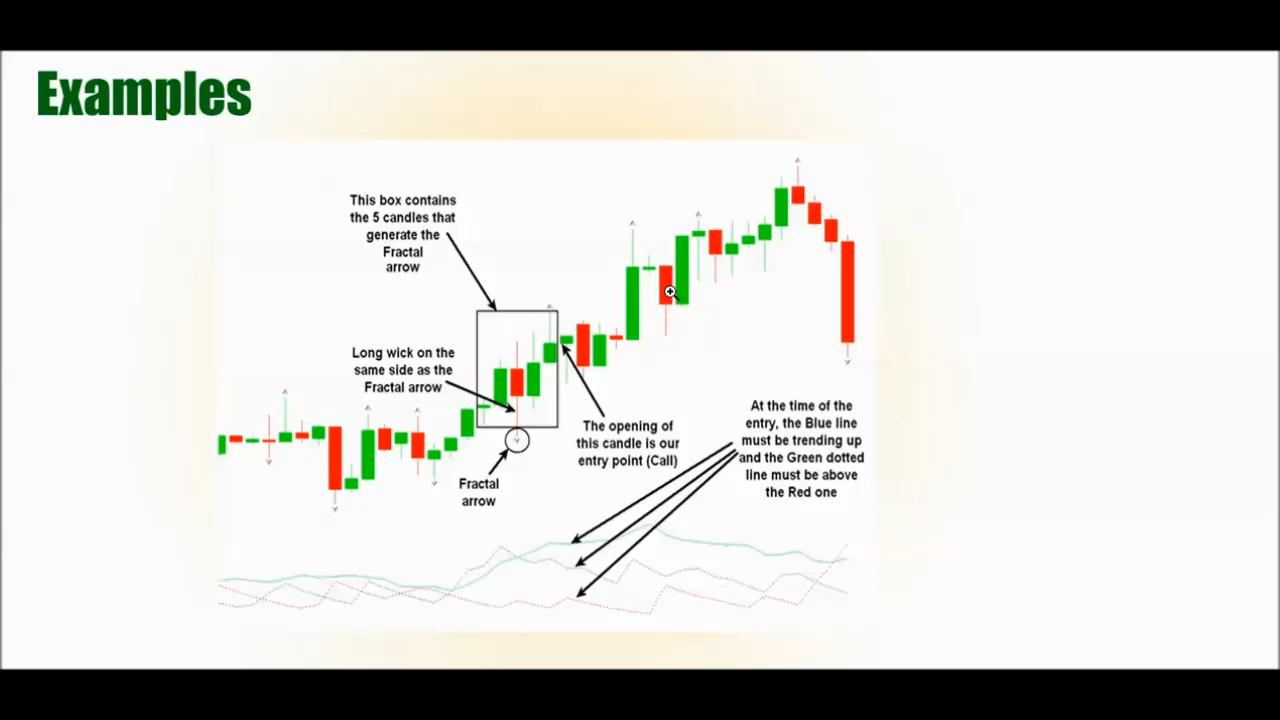 Examples
This box contains
the 5 candles that
generate the
Fractal
arrow
Long wick on the
same side as the
Fractal arrow
The opening of
this candle is our
entry point (Call)
Fractal
arrow
At the time of the
entry, the Blue line
must be trending up
and the Green dotted
line must be above
the Red one